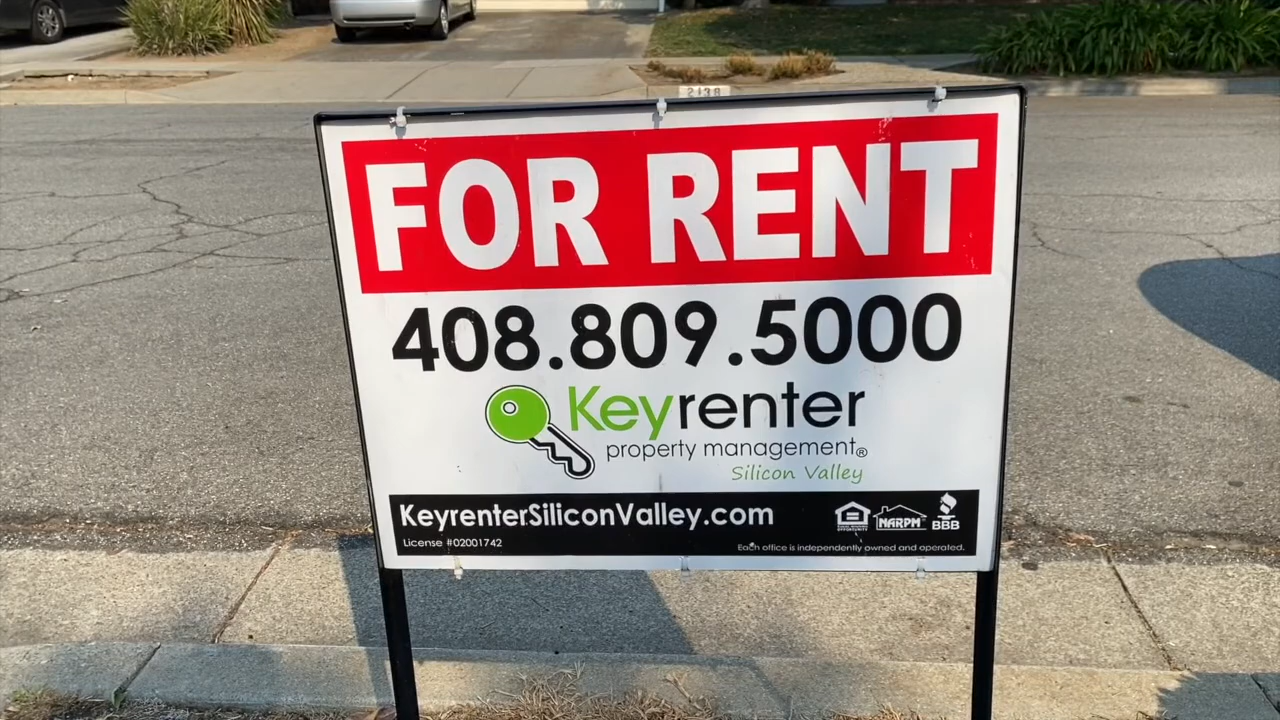 2138
FOR RENT
408.809.5000
Keyrenter
property management®
Silicon Valley
KeyrenterSiliconValley.com
License #02001742
NARPM
BBB
Each office is independently owned and operated.